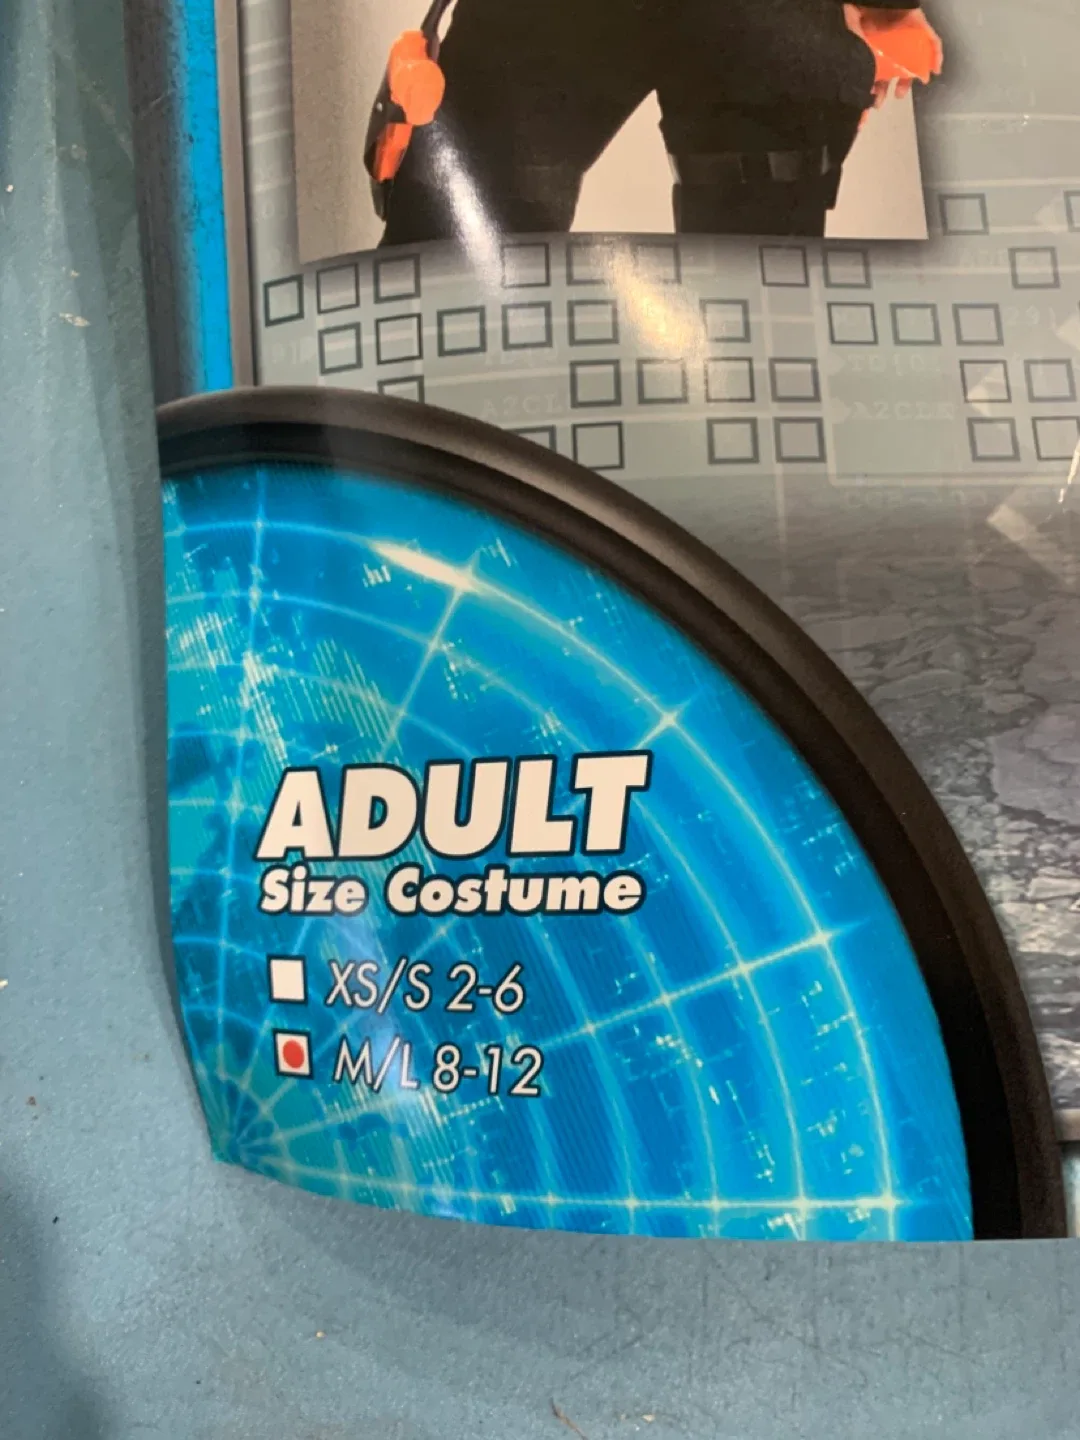 ADULT
Size Costume
XS/S 2-6
M/L 8-12